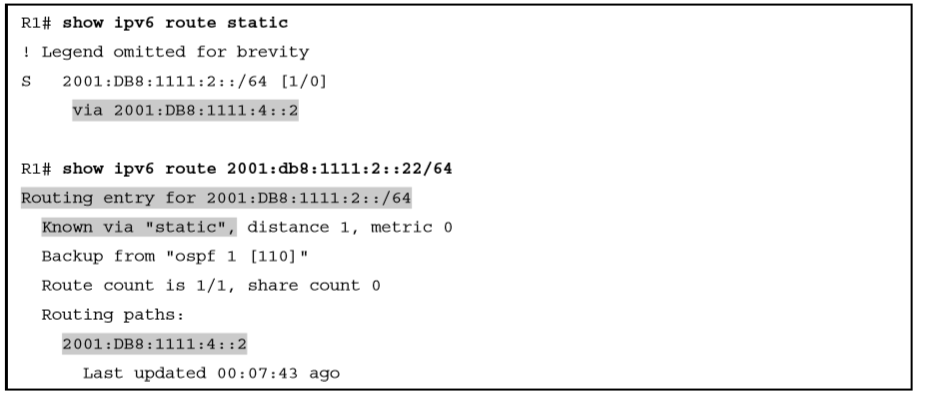 R1# show ipv6 route static
! Legend omitted for brevity
S 2001:DB8:1111:2::/64 [1/0]
via 2001:DB8:1111:4::2
R1# show ipv6 route 2001:db8:1111:2::22/64
Routing entry for 2001:DB8:1111:2::/64
Known via "static", distance 1, metric 0
Backup from "ospf 1 [110]"
Route count is 1/1, share count 0
Routing paths:
2001:DB8:1111:4::2
Last updated 00:07:43 ago